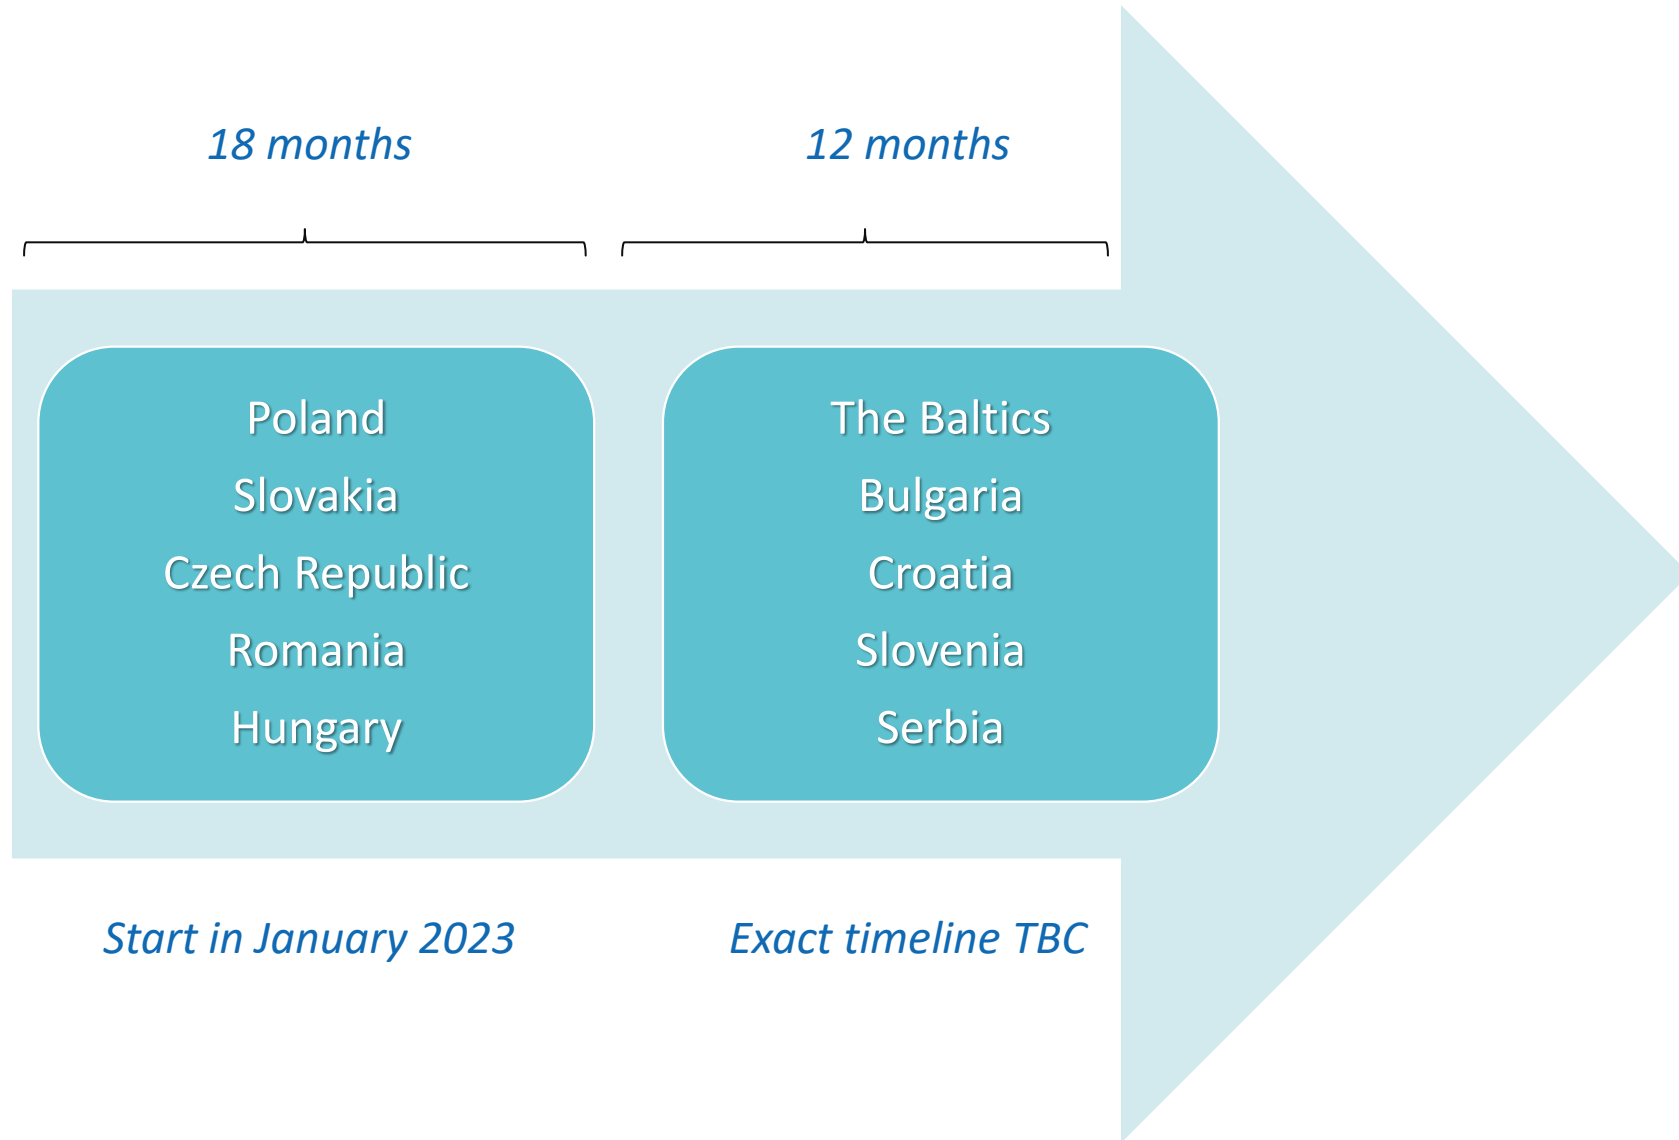 18 months
12 months
Poland
Slovakia
Czech Republic
Romania
Hungary
The Baltics
Bulgaria
Croatia
Slovenia
Serbia
Start in January 2023
Exact timeline TBC